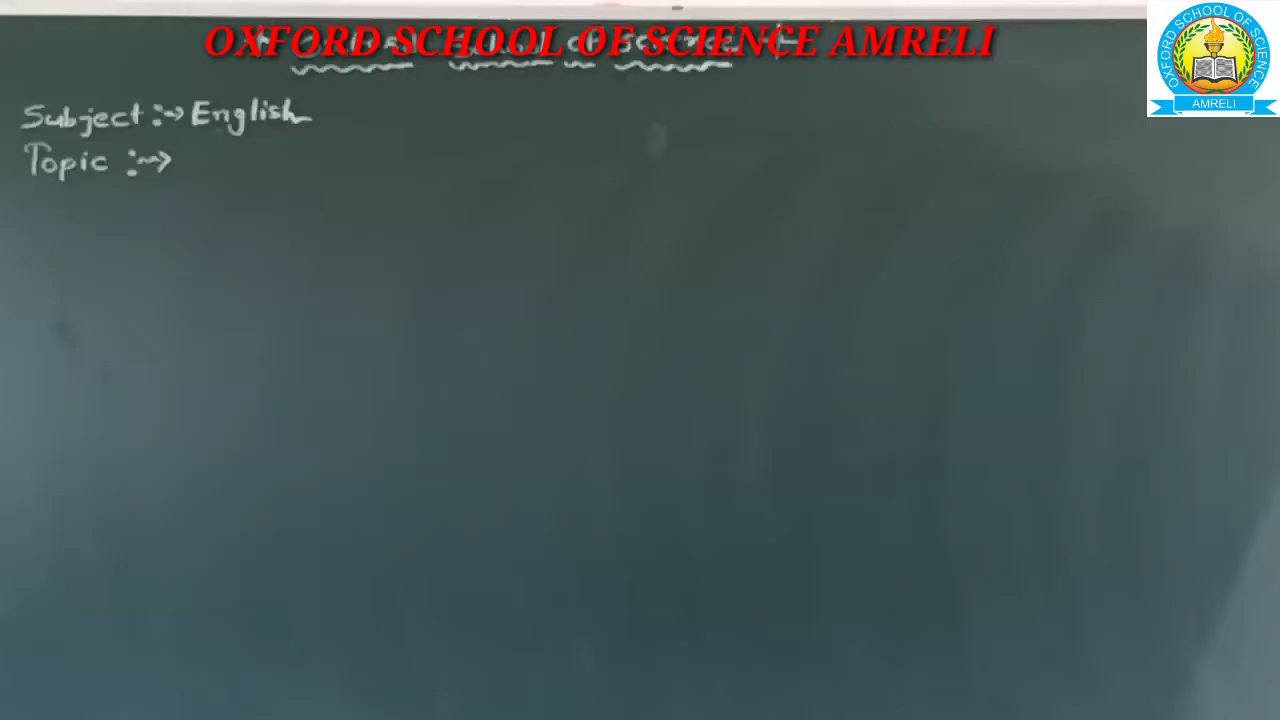 OXFORD SCHOOL OF SCIENCE AMRELI
OXFORD SCHOOL OF SCIENCE
AMRELI
Subject :→ English
Topic :→